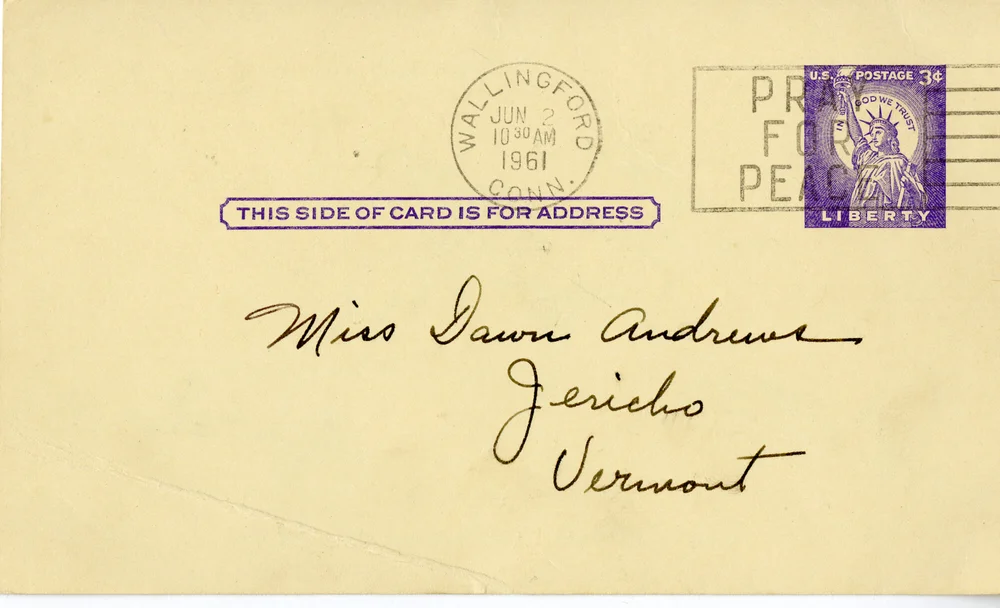 WALLINGFORD
JUN 2
10 30 AM
1961
CONN.
PRAY
FOR
PEACE
U.S. POSTAGE 3¢
IN GOD WE TRUST
LIBERTY
THIS SIDE OF CARD IS FOR ADDRESS
Miss Dawn Andrews
Jericho
Vermont